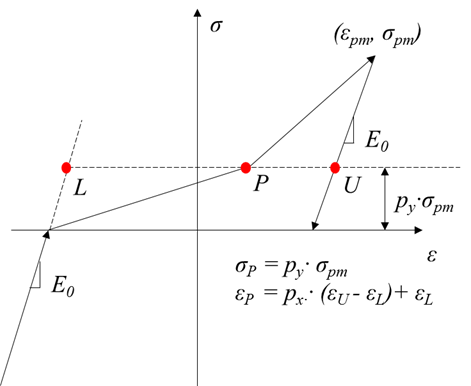 σ
(εpm, σpm)
E0
L
P
U
py·σpm
ε
E0
σP = py· σpm
εP = px·· (εU - εL)+ εL